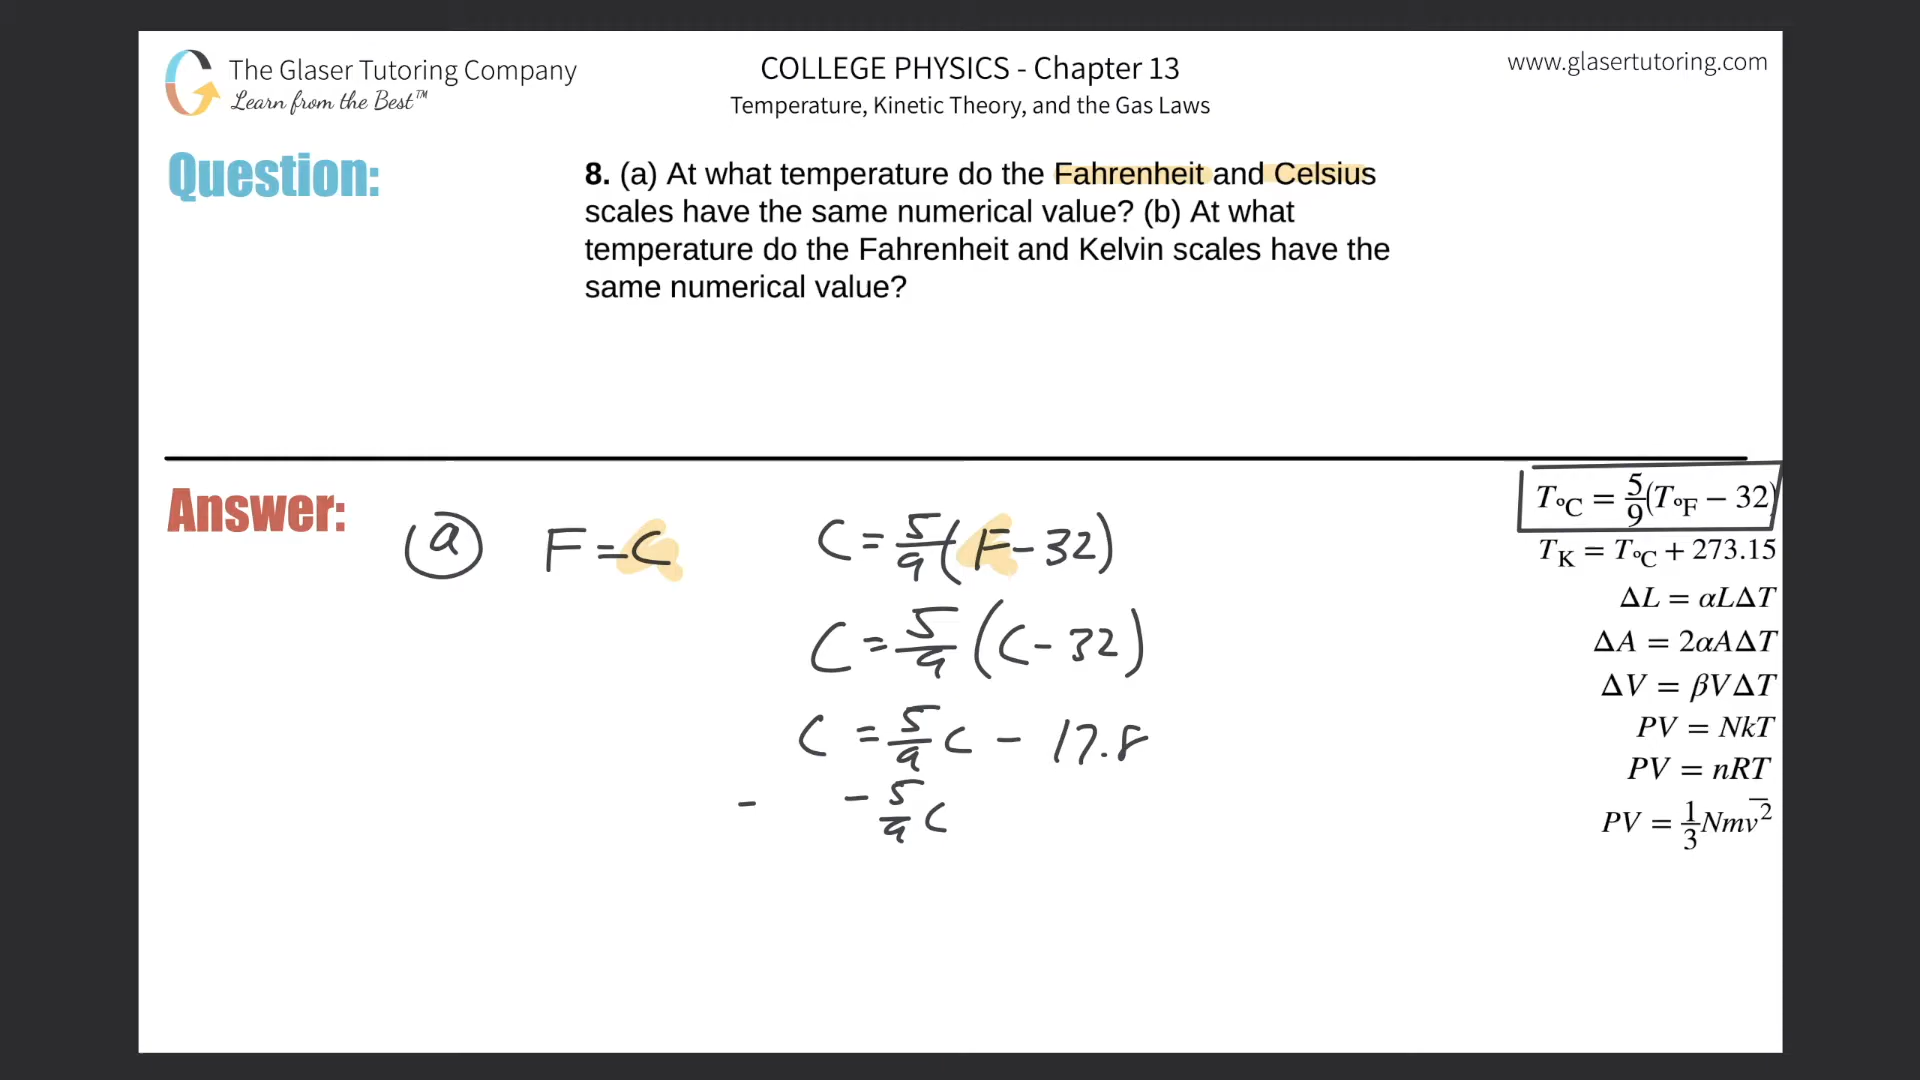 The Glaser Tutoring Company
Learn from the Best™
COLLEGE PHYSICS - Chapter 13
Temperature, Kinetic Theory, and the Gas Laws
www.glasertutoring.com
Question:
8. (a) At what temperature do the Fahrenheit and Celsius
scales have the same numerical value? (b) At what
temperature do the Fahrenheit and Kelvin scales have the
same numerical value?
Answer:
(a) F = C
C = 5/9 (F - 32)
C = 5/9 (C - 32)
C = 5/9 C - 17.8
- - 5/9 C
T°C = 5/9(T°F − 32)
TK = T°C + 273.15
ΔL = αLΔT
ΔA = 2αAΔT
ΔV = βVΔT
PV = NkT
PV = nRT
PV = 1/3 Nmv̅²